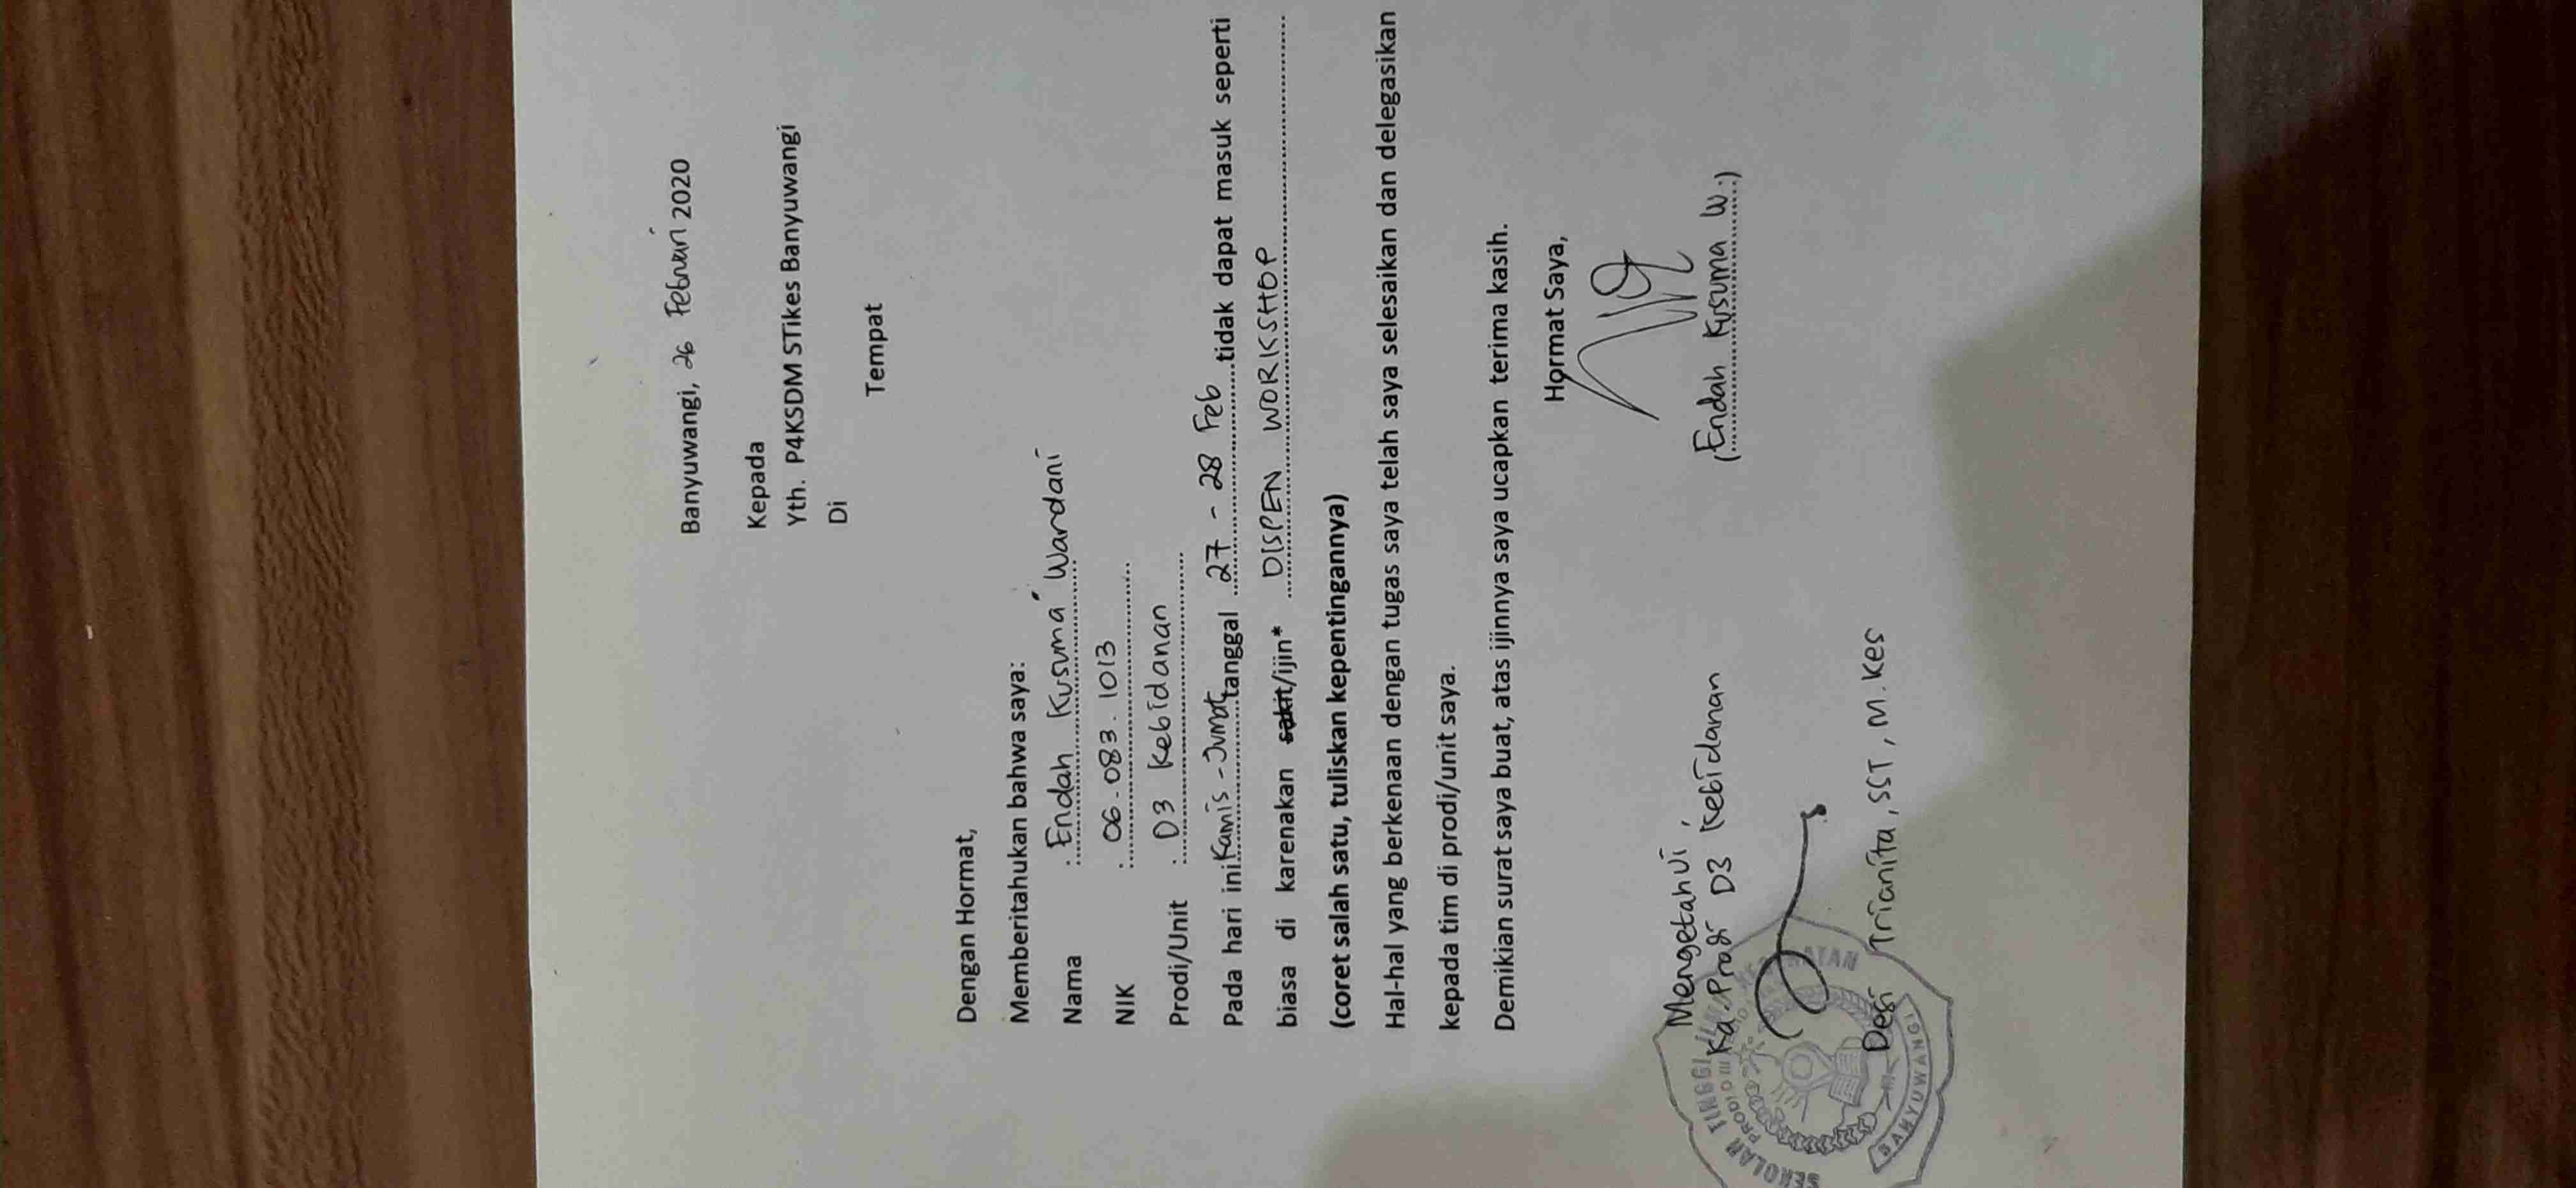 Banyuwangi, 26 Februari 2020
Kepada
Yth. P4KSDM STikes Banyuwangi
Di
Tempat
Dengan Hormat,
Memberitahukan bahwa saya:
Nama : Endah Kusuma Wardani
NIK : 06.083.1013
Prodi/Unit : D3 Kebidanan
Pada hari ini Kamis - Jumat tanggal 27 - 28 Feb tidak dapat masuk seperti
biasa di karenakan sakit/ijin* DISPEN WORKSHOP
(coret salah satu, tuliskan kepentingannya)
Hal-hal yang berkenaan dengan tugas saya telah saya selesaikan dan delegasikan
kepada tim di prodi/unit saya.
Demikian surat saya buat, atas ijinnya saya ucapkan terima kasih.
Hormat Saya,
(Endah Kusuma W.)
Mengetahui,
Ka. Prodi D3 Kebidanan
Desi Trianita, SST, M.Kes
SEKOLAH TINGGI
PRODI D III
BANYUWANGI